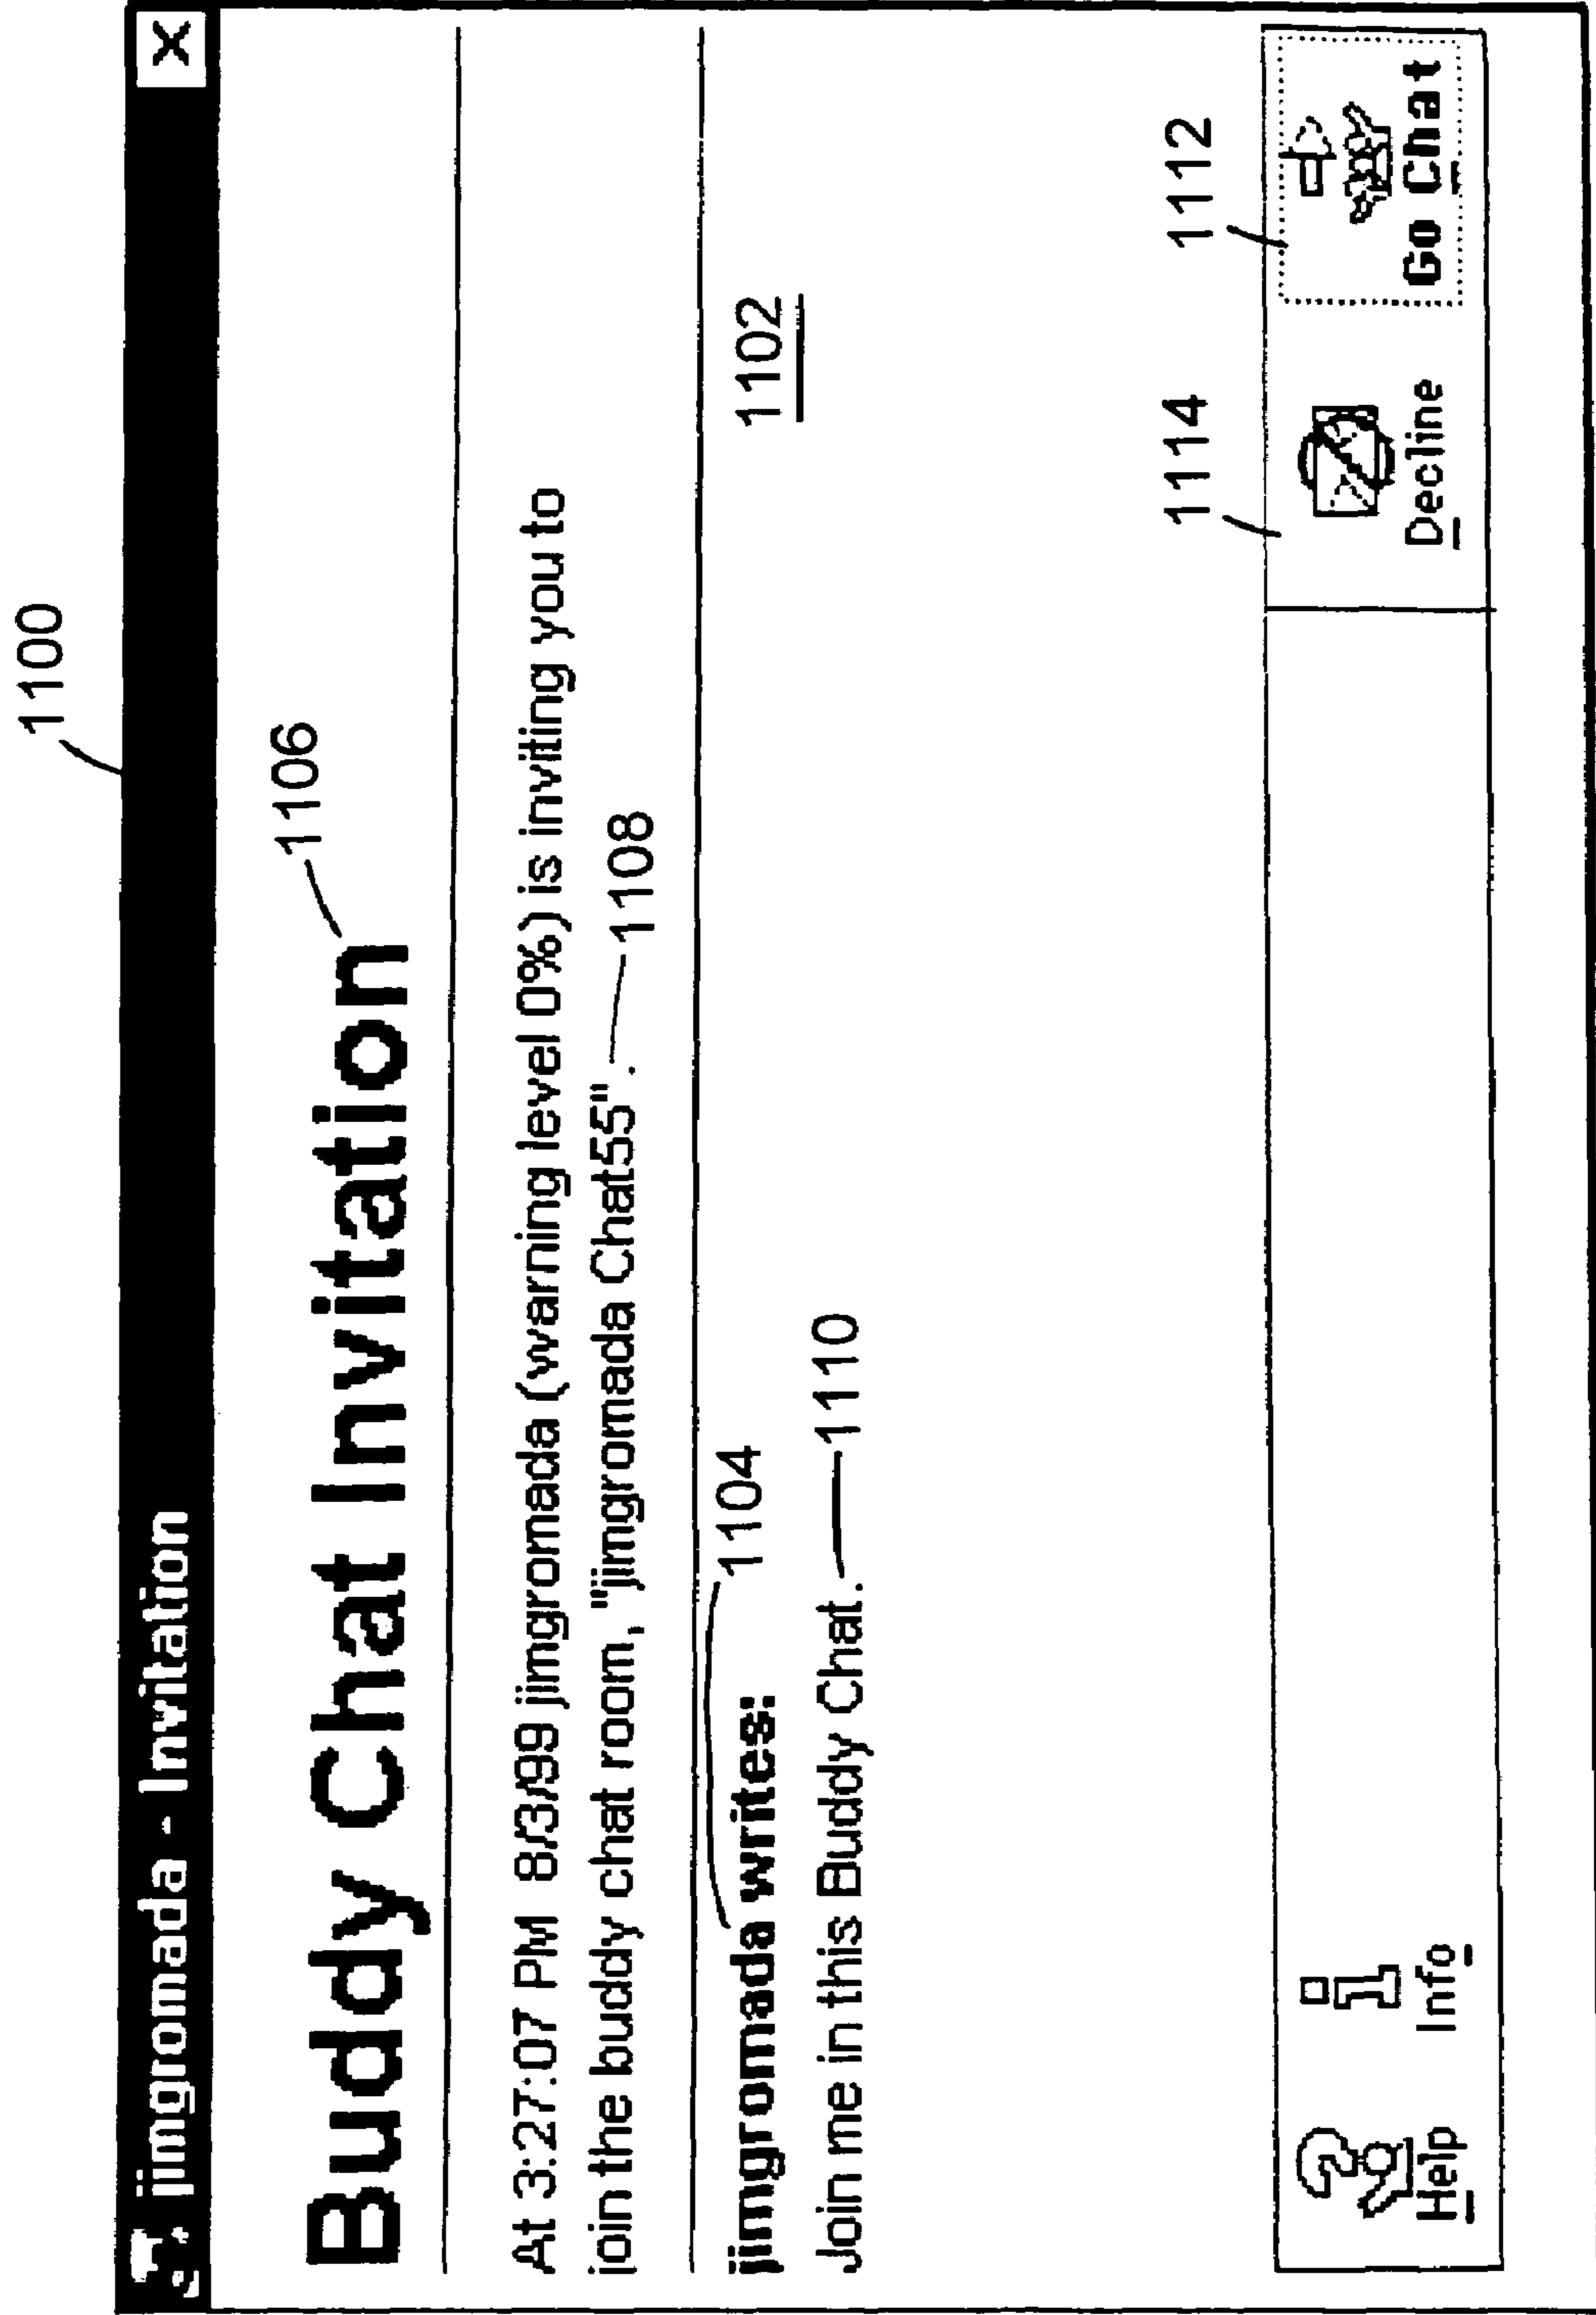 1100
jimgromada - Invitation X
Buddy Chat Invitation 1106
At 3:27:07 PM 8/3/99 jimgromada (warning level 0%) is inviting you to
join the buddy chat room, "jimgromada Chat55". 1108
jimgromada writes: 1104 1102
Join me in this Buddy Chat. 1110
1114 1112
Help Info Decline Go Chat